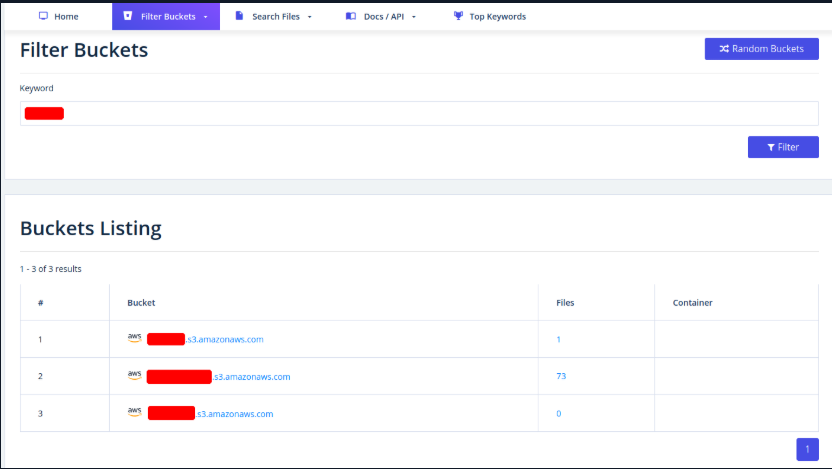 Home Filter Buckets Search Files Docs / API Top Keywords
Filter Buckets Random Buckets
Keyword
Filter
Buckets Listing
1 - 3 of 3 results
# Bucket Files Container
1 aws .s3.amazonaws.com 1
2 aws .s3.amazonaws.com 73
3 aws .s3.amazonaws.com 0
1